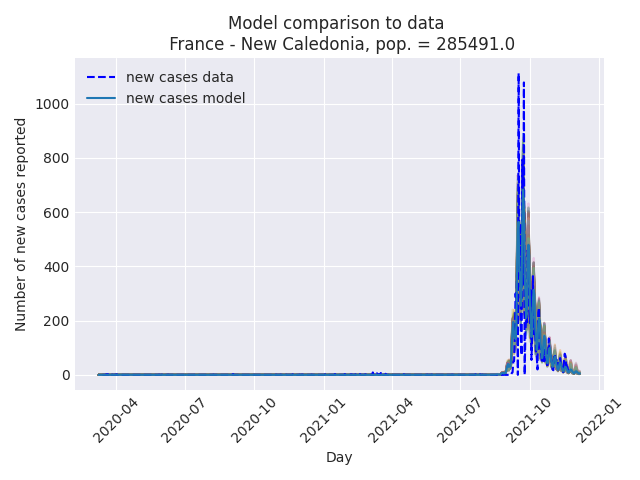 Model comparison to data
France - New Caledonia, pop. = 285491.0
new cases data
new cases model
Number of new cases reported
1000
800
600
400
200
0
2020-04
2020-07
2020-10
2021-01
2021-04
2021-07
2021-10
2022-01
Day